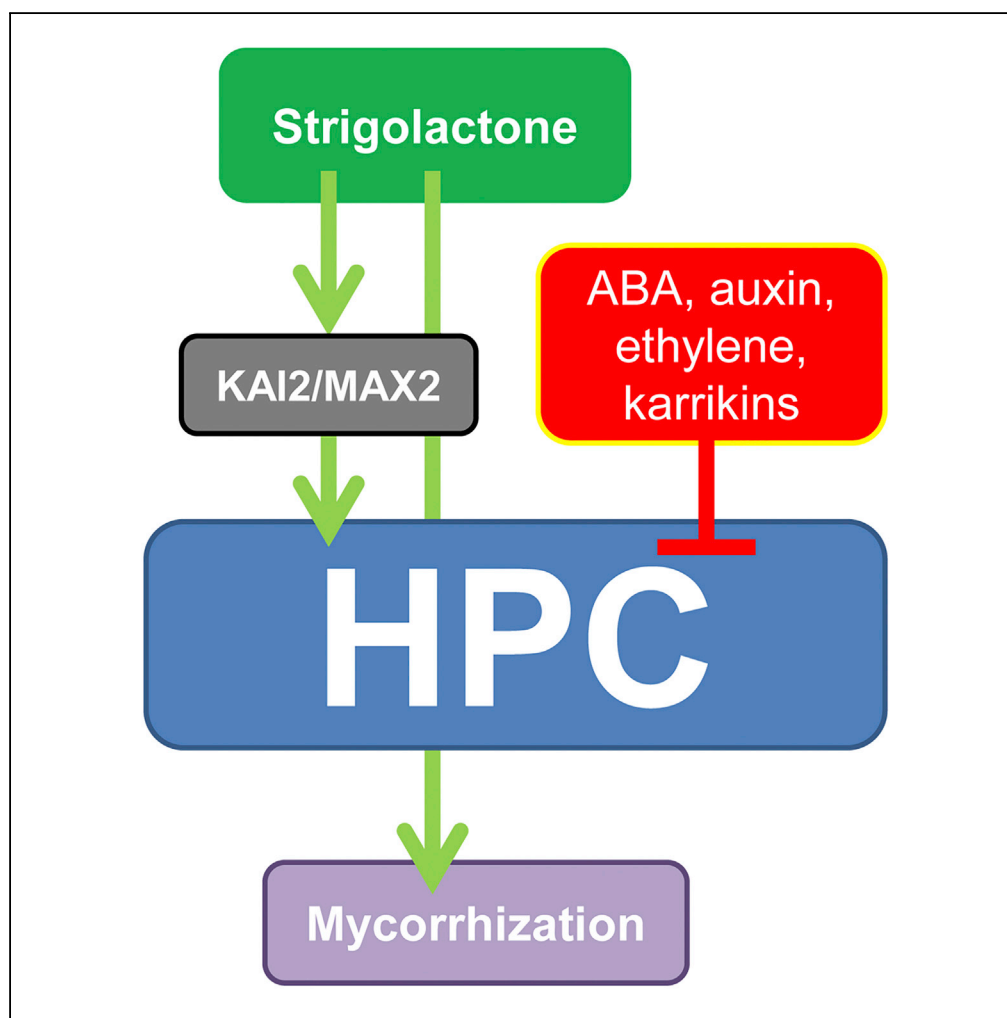 Strigolactone
ABA, auxin,
ethylene,
karrikins
KAI2/MAX2
HPC
Mycorrhization